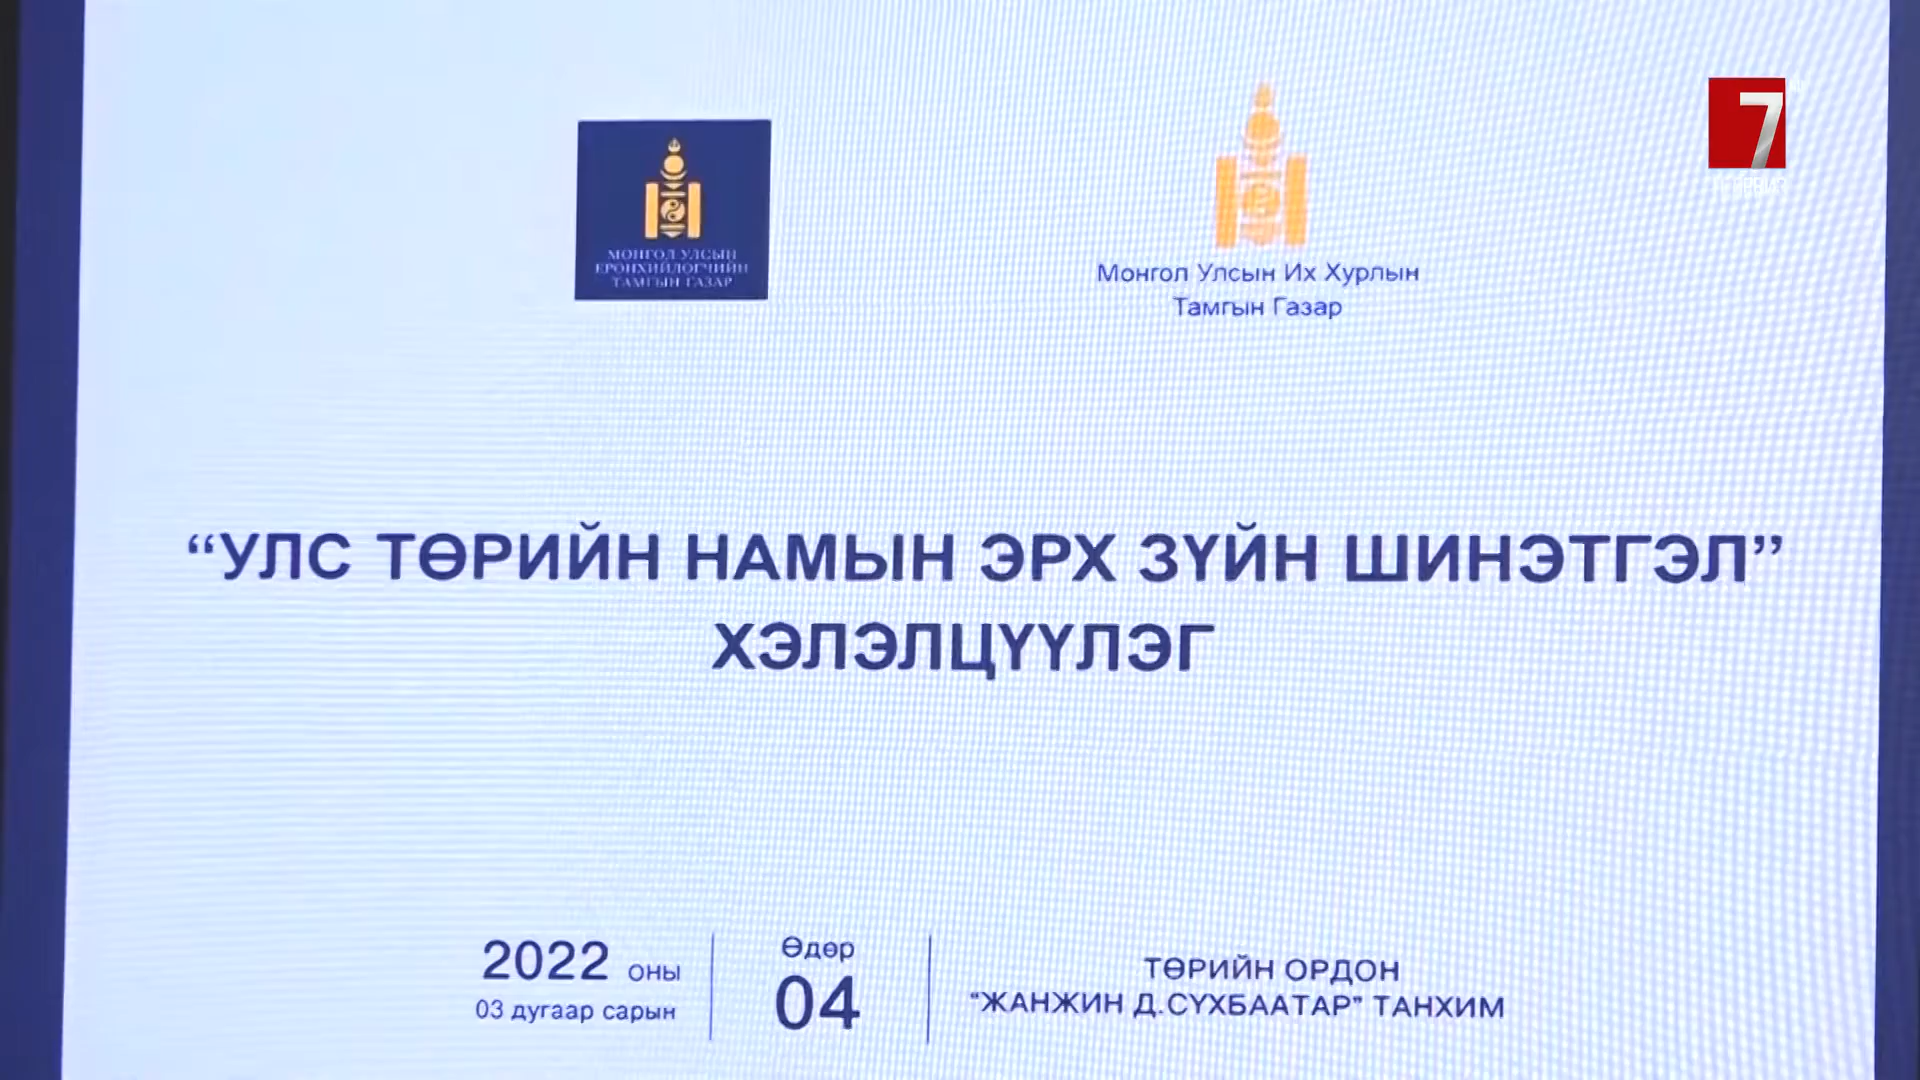 7
МОНГОЛ УЛСЫН
ЕРӨНХИЙЛӨГЧИЙН
ТАМГЫН ГАЗАР
Монгол Улсын Их Хурлын
Тамгын Газар
“УЛС ТӨРИЙН НАМЫН ЭРХ ЗҮЙН ШИНЭТГЭЛ”
ХЭЛЭЛЦҮҮЛЭГ
2022 оны
03 дугаар сарын
Өдөр
04
ТӨРИЙН ОРДОН
“ЖАНЖИН Д.СҮХБААТАР” ТАНХИМ